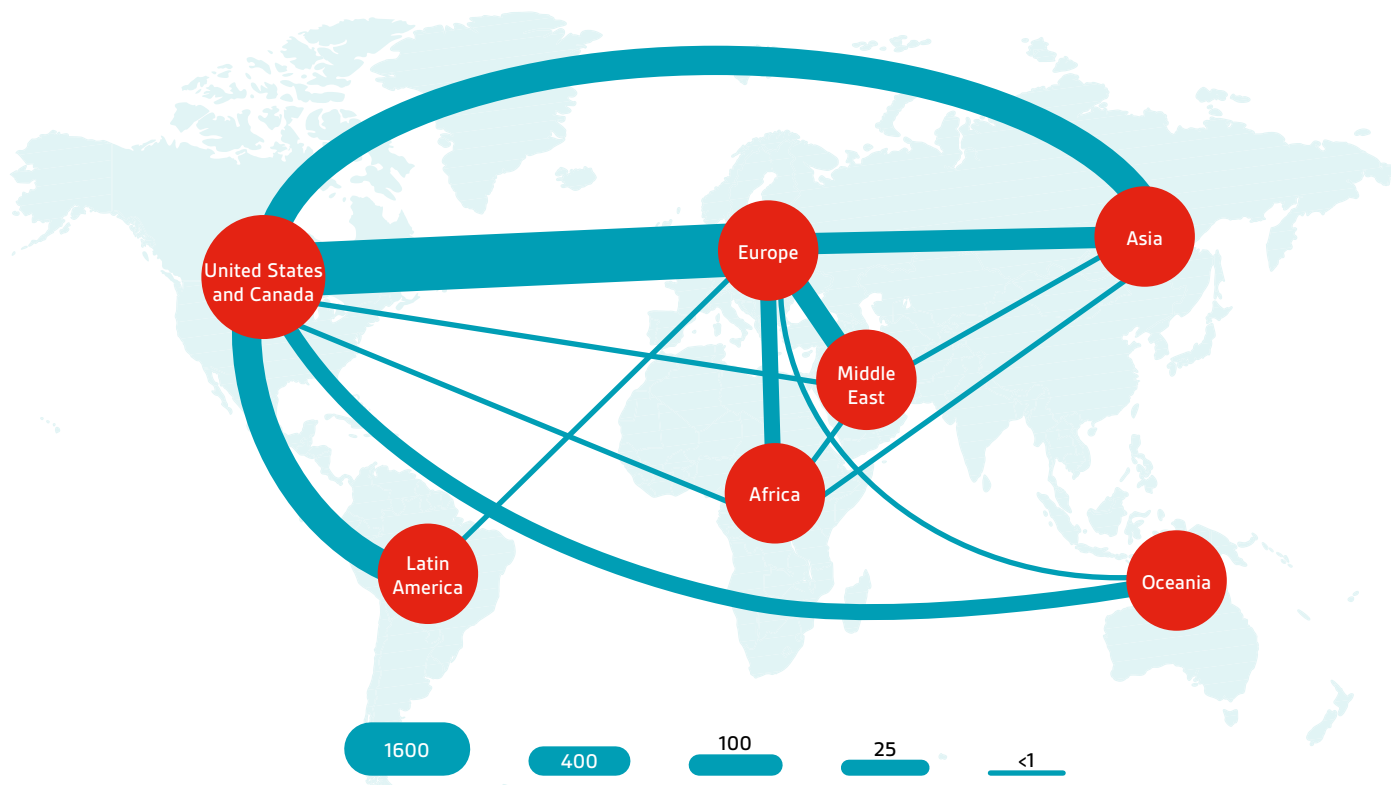 United States
and Canada
Europe
Asia
Middle
East
Africa
Latin
America
Oceania
1600
400
100
25
<1